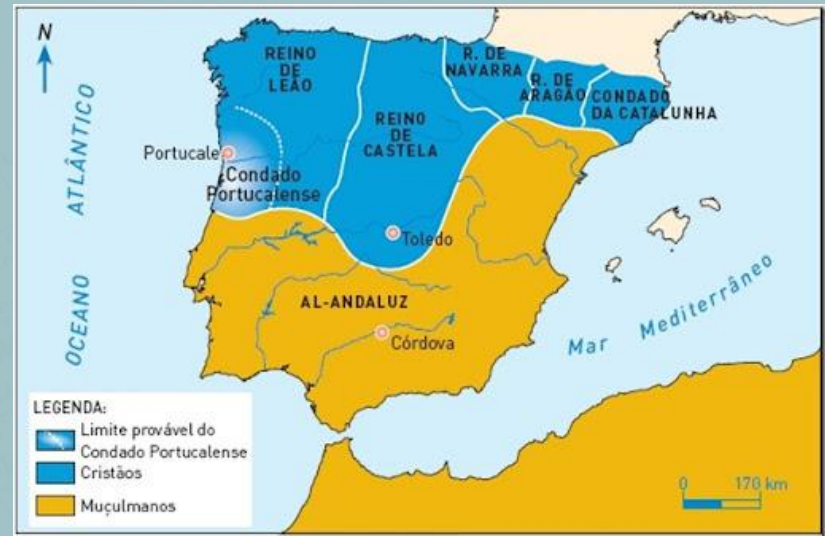 N
OCEANO ATLÂNTICO
REINO
DE
LEÃO
R. DE
NAVARRA
R. DE
ARAGÃO
CONDADO
DA CATALUNHA
REINO
DE
CASTELA
Portucale
Condado
Portucalense
Toledo
AL-ANDALUZ
Córdova
Mar Mediterrâneo
LEGENDA:
Limite provável do
Condado Portucalense
Cristãos
Muçulmanos
0 170 km